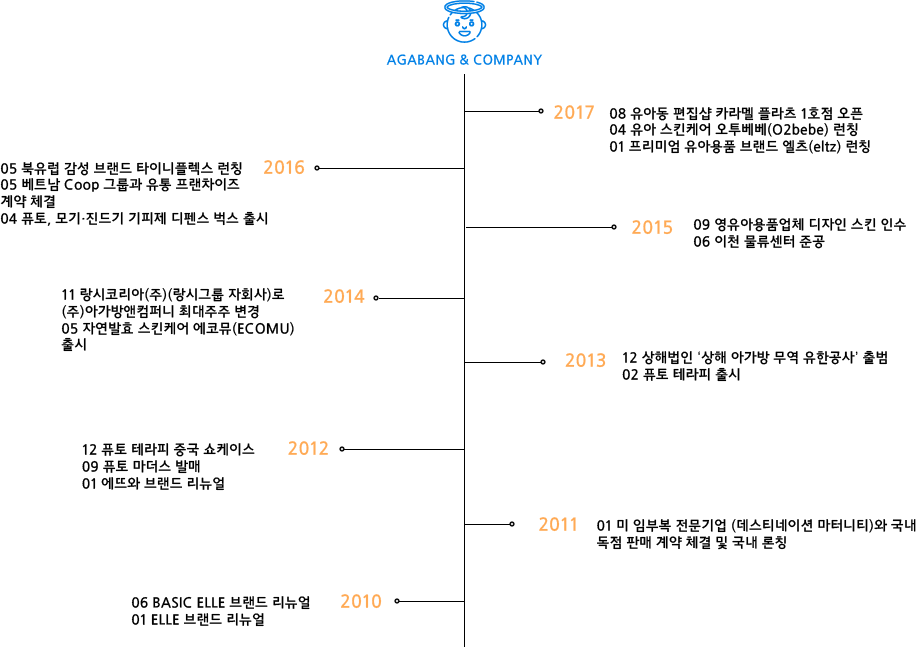 AGABANG & COMPANY
2017
08 유아동 편집샵 카라멜 플라츠 1호점 오픈
04 유아 스킨케어 오투베베(O2bebe) 런칭
01 프리미엄 유아용품 브랜드 엘츠(eltz) 런칭
2016
05 북유럽 감성 브랜드 타이니플렉스 런칭
05 베트남 Coop 그룹과 유통 프랜차이즈
계약 체결
04 퓨토, 모기·진드기 기피제 디펜스 벅스 출시
2015
09 영유아용품업체 디자인 스킨 인수
06 이천 물류센터 준공
2014
11 랑시코리아(주)(랑시그룹 자회사)로
(주)아가방앤컴퍼니 최대주주 변경
05 자연발효 스킨케어 에코뮤(ECOMU)
출시
2013
12 상해법인 ‘상해 아가방 무역 유한공사’ 출범
02 퓨토 테라피 출시
2012
12 퓨토 테라피 중국 쇼케이스
09 퓨토 마더스 발매
01 에뜨와 브랜드 리뉴얼
2011
01 미 임부복 전문기업 (데스티네이션 마터니티)와 국내
독점 판매 계약 체결 및 국내 론칭
2010
06 BASIC ELLE 브랜드 리뉴얼
01 ELLE 브랜드 리뉴얼